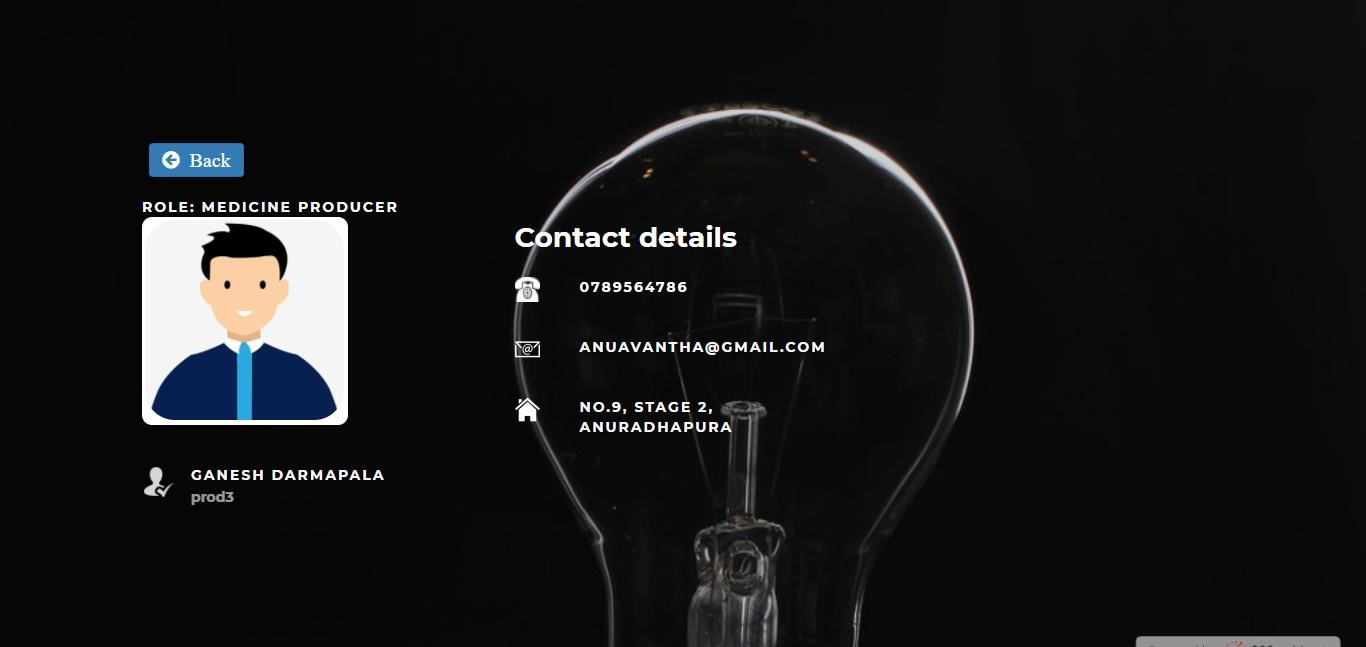 Back
ROLE: MEDICINE PRODUCER
Contact details
0789564786
ANUAVANTHA@GMAIL.COM
NO.9, STAGE 2,
ANURADHAPURA
GANESH DARMAPALA
prod3